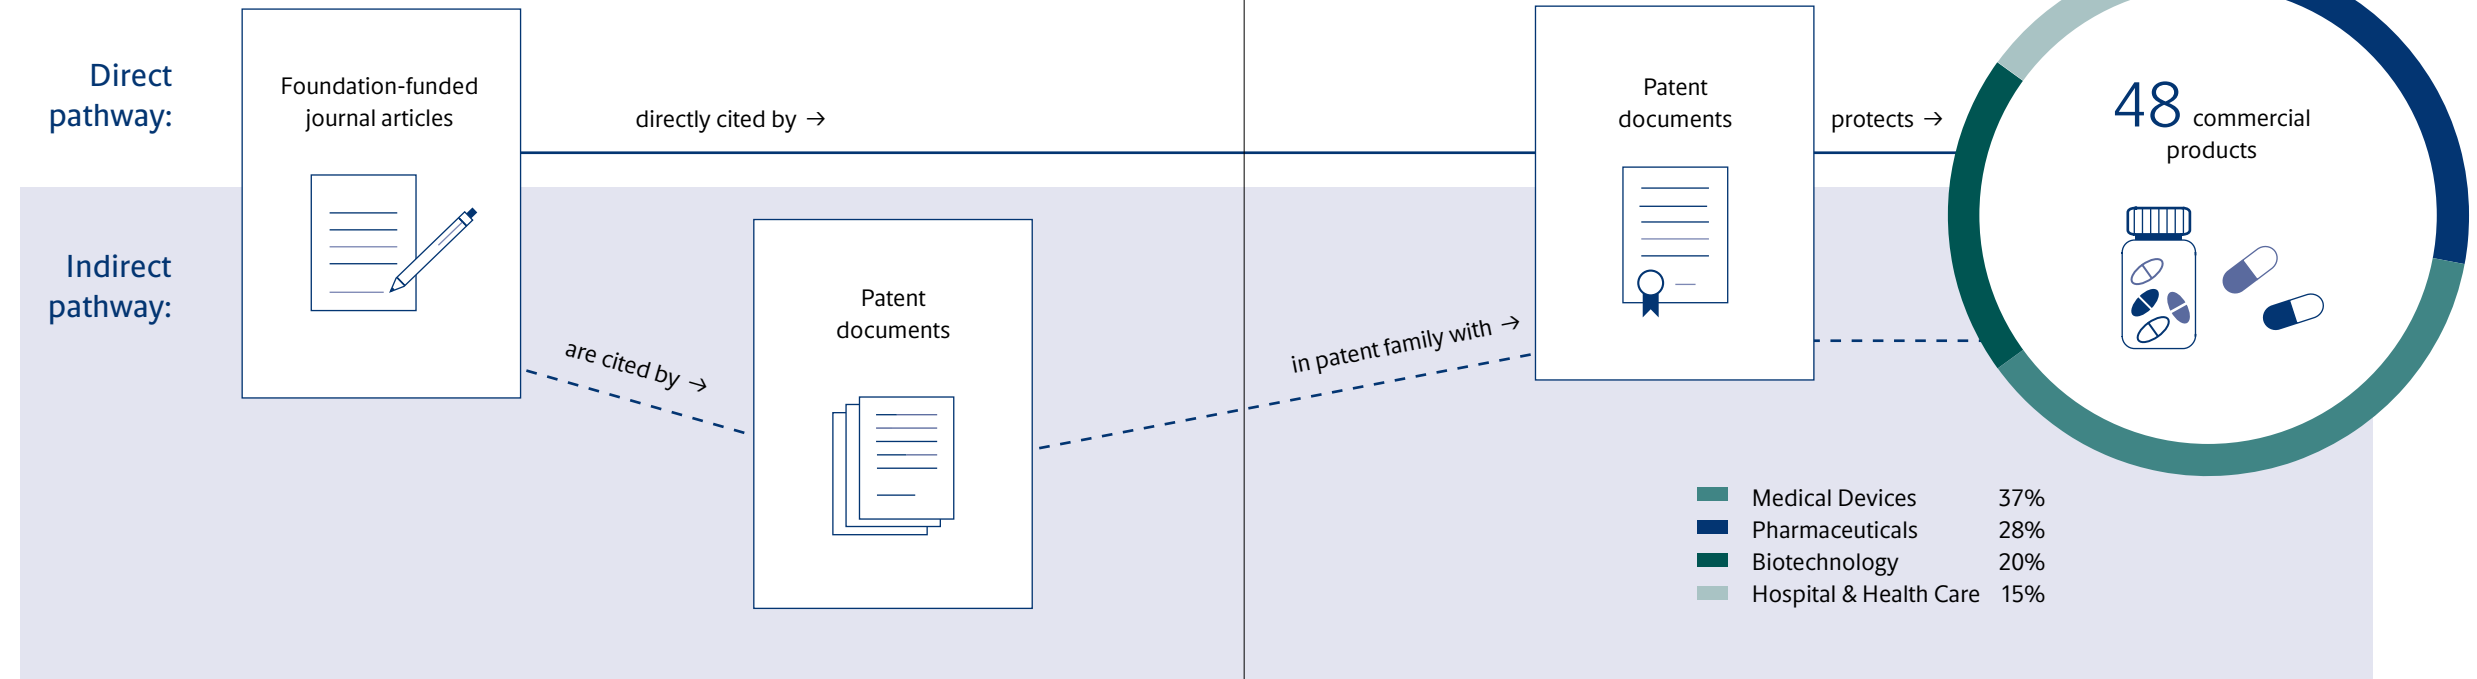 Direct
pathway:
Foundation-funded
journal articles
directly cited by →
Patent
documents
protects →
48 commercial
products
Indirect
pathway:
are cited by →
Patent
documents
in patent family with →
Medical Devices 37%
Pharmaceuticals 28%
Biotechnology 20%
Hospital & Health Care 15%